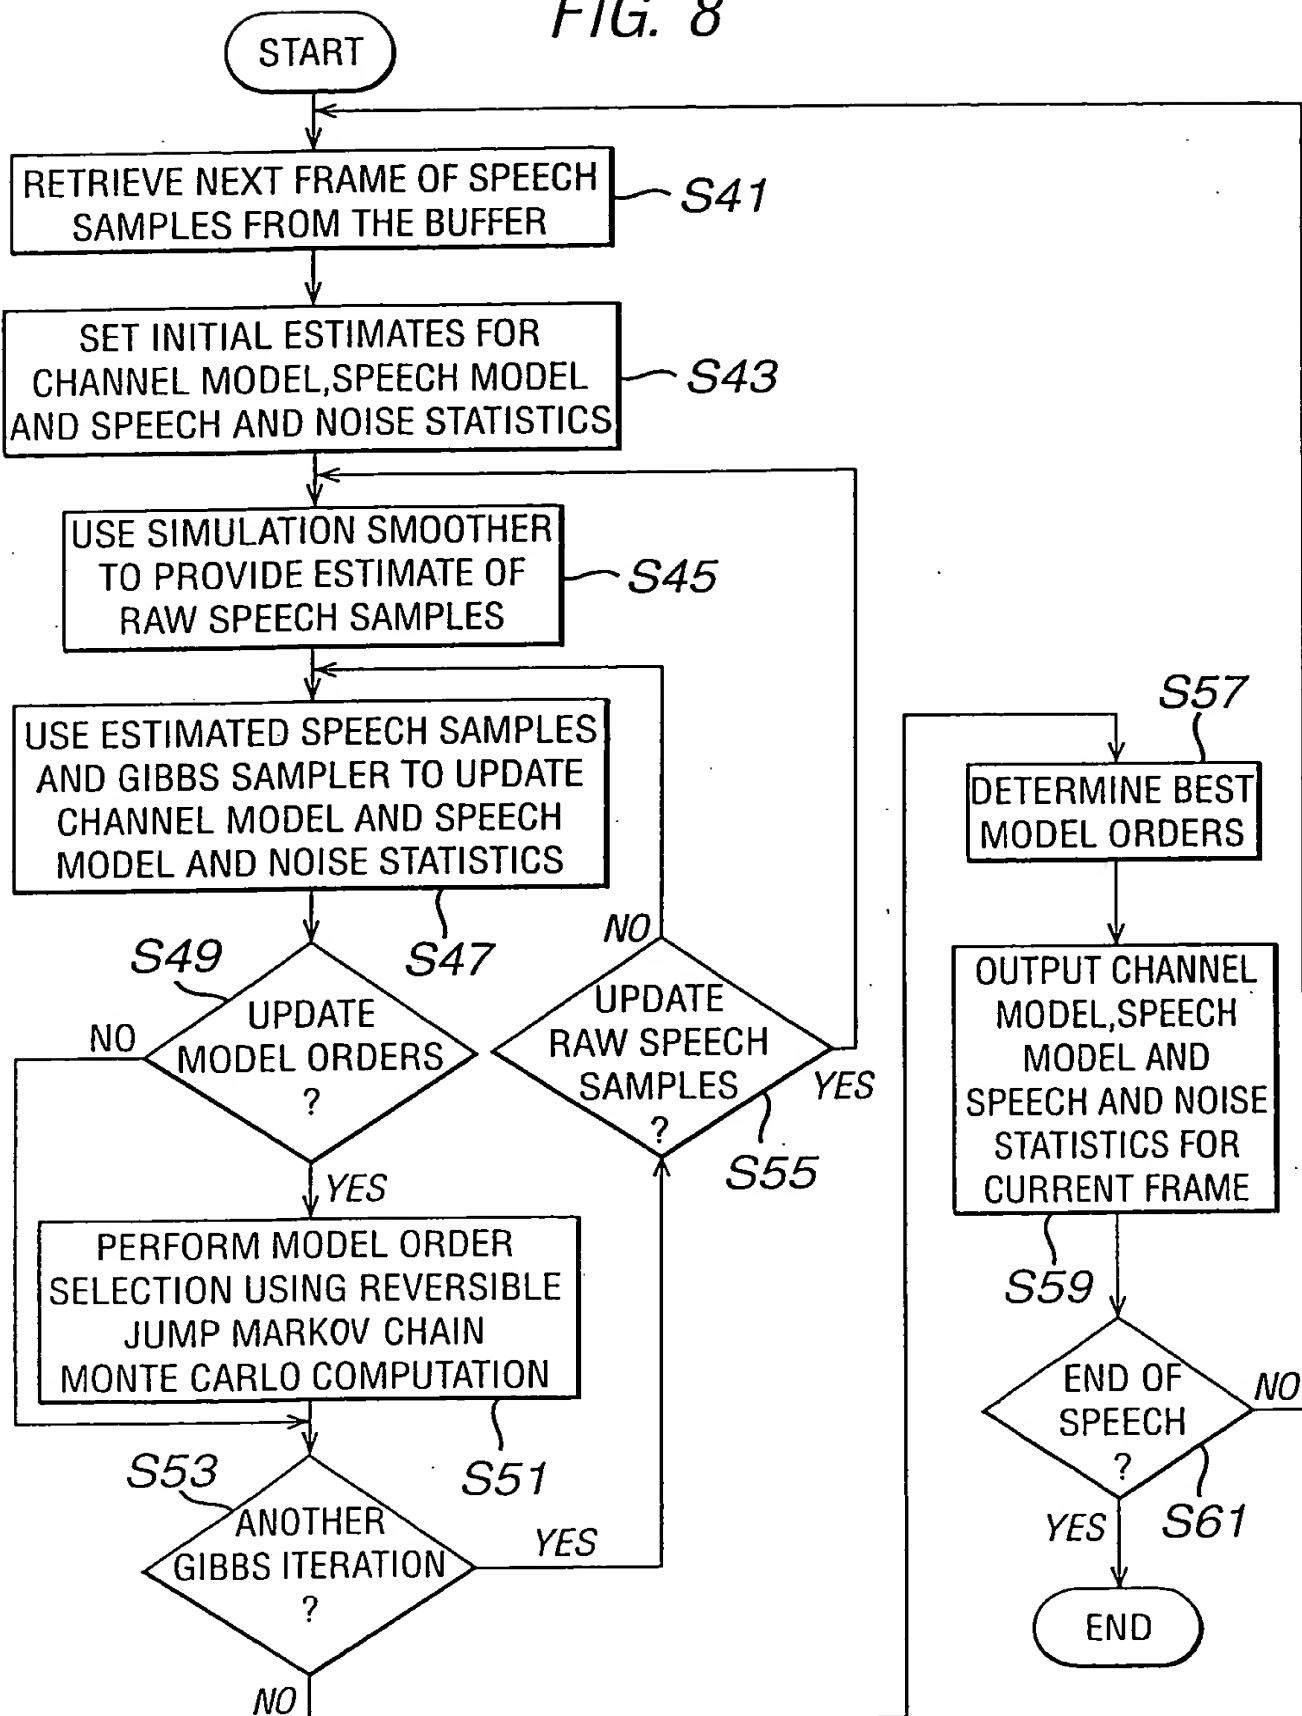 FIG. 8
START
RETRIEVE NEXT FRAME OF SPEECH
SAMPLES FROM THE BUFFER
S41
SET INITIAL ESTIMATES FOR
CHANNEL MODEL,SPEECH MODEL
AND SPEECH AND NOISE STATISTICS
S43
USE SIMULATION SMOOTHER
TO PROVIDE ESTIMATE OF
RAW SPEECH SAMPLES
S45
USE ESTIMATED SPEECH SAMPLES
AND GIBBS SAMPLER TO UPDATE
CHANNEL MODEL AND SPEECH
MODEL AND NOISE STATISTICS
S47
S49
UPDATE
MODEL ORDERS
?
NO
YES
PERFORM MODEL ORDER
SELECTION USING REVERSIBLE
JUMP MARKOV CHAIN
MONTE CARLO COMPUTATION
S51
S53
ANOTHER
GIBBS ITERATION
?
YES
NO
NO
UPDATE
RAW SPEECH
SAMPLES
?
YES
S55
S57
DETERMINE BEST
MODEL ORDERS
OUTPUT CHANNEL
MODEL,SPEECH
MODEL AND
SPEECH AND NOISE
STATISTICS FOR
CURRENT FRAME
S59
END OF
SPEECH
?
NO
YES
S61
END